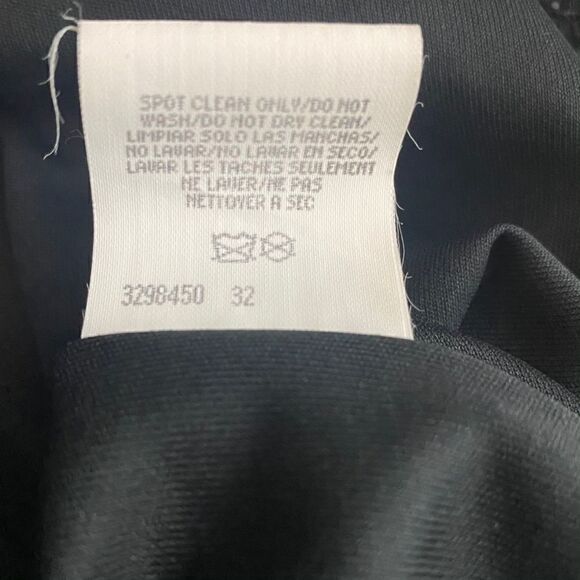 SPOT CLEAN ONLY/DO NOT
WASH/DO NOT DRY CLEAN/
LIMPIAR SOLO LAS MANCHAS/
NO LAVAR/NO LAVAR EN SECO/
LAVAR LES TACHES SEULEMENT
NE LAVER/NE PAS
NETTOYER A SEC
3298450 32